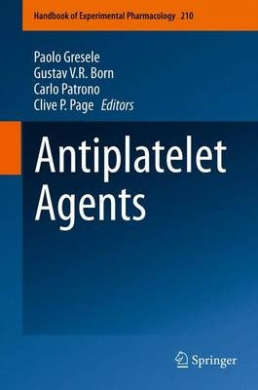 Handbook of Experimental Pharmacology 210
Paolo Gresele
Gustav V.R. Born
Carlo Patrono
Clive P. Page Editors
Antiplatelet
Agents
Springer